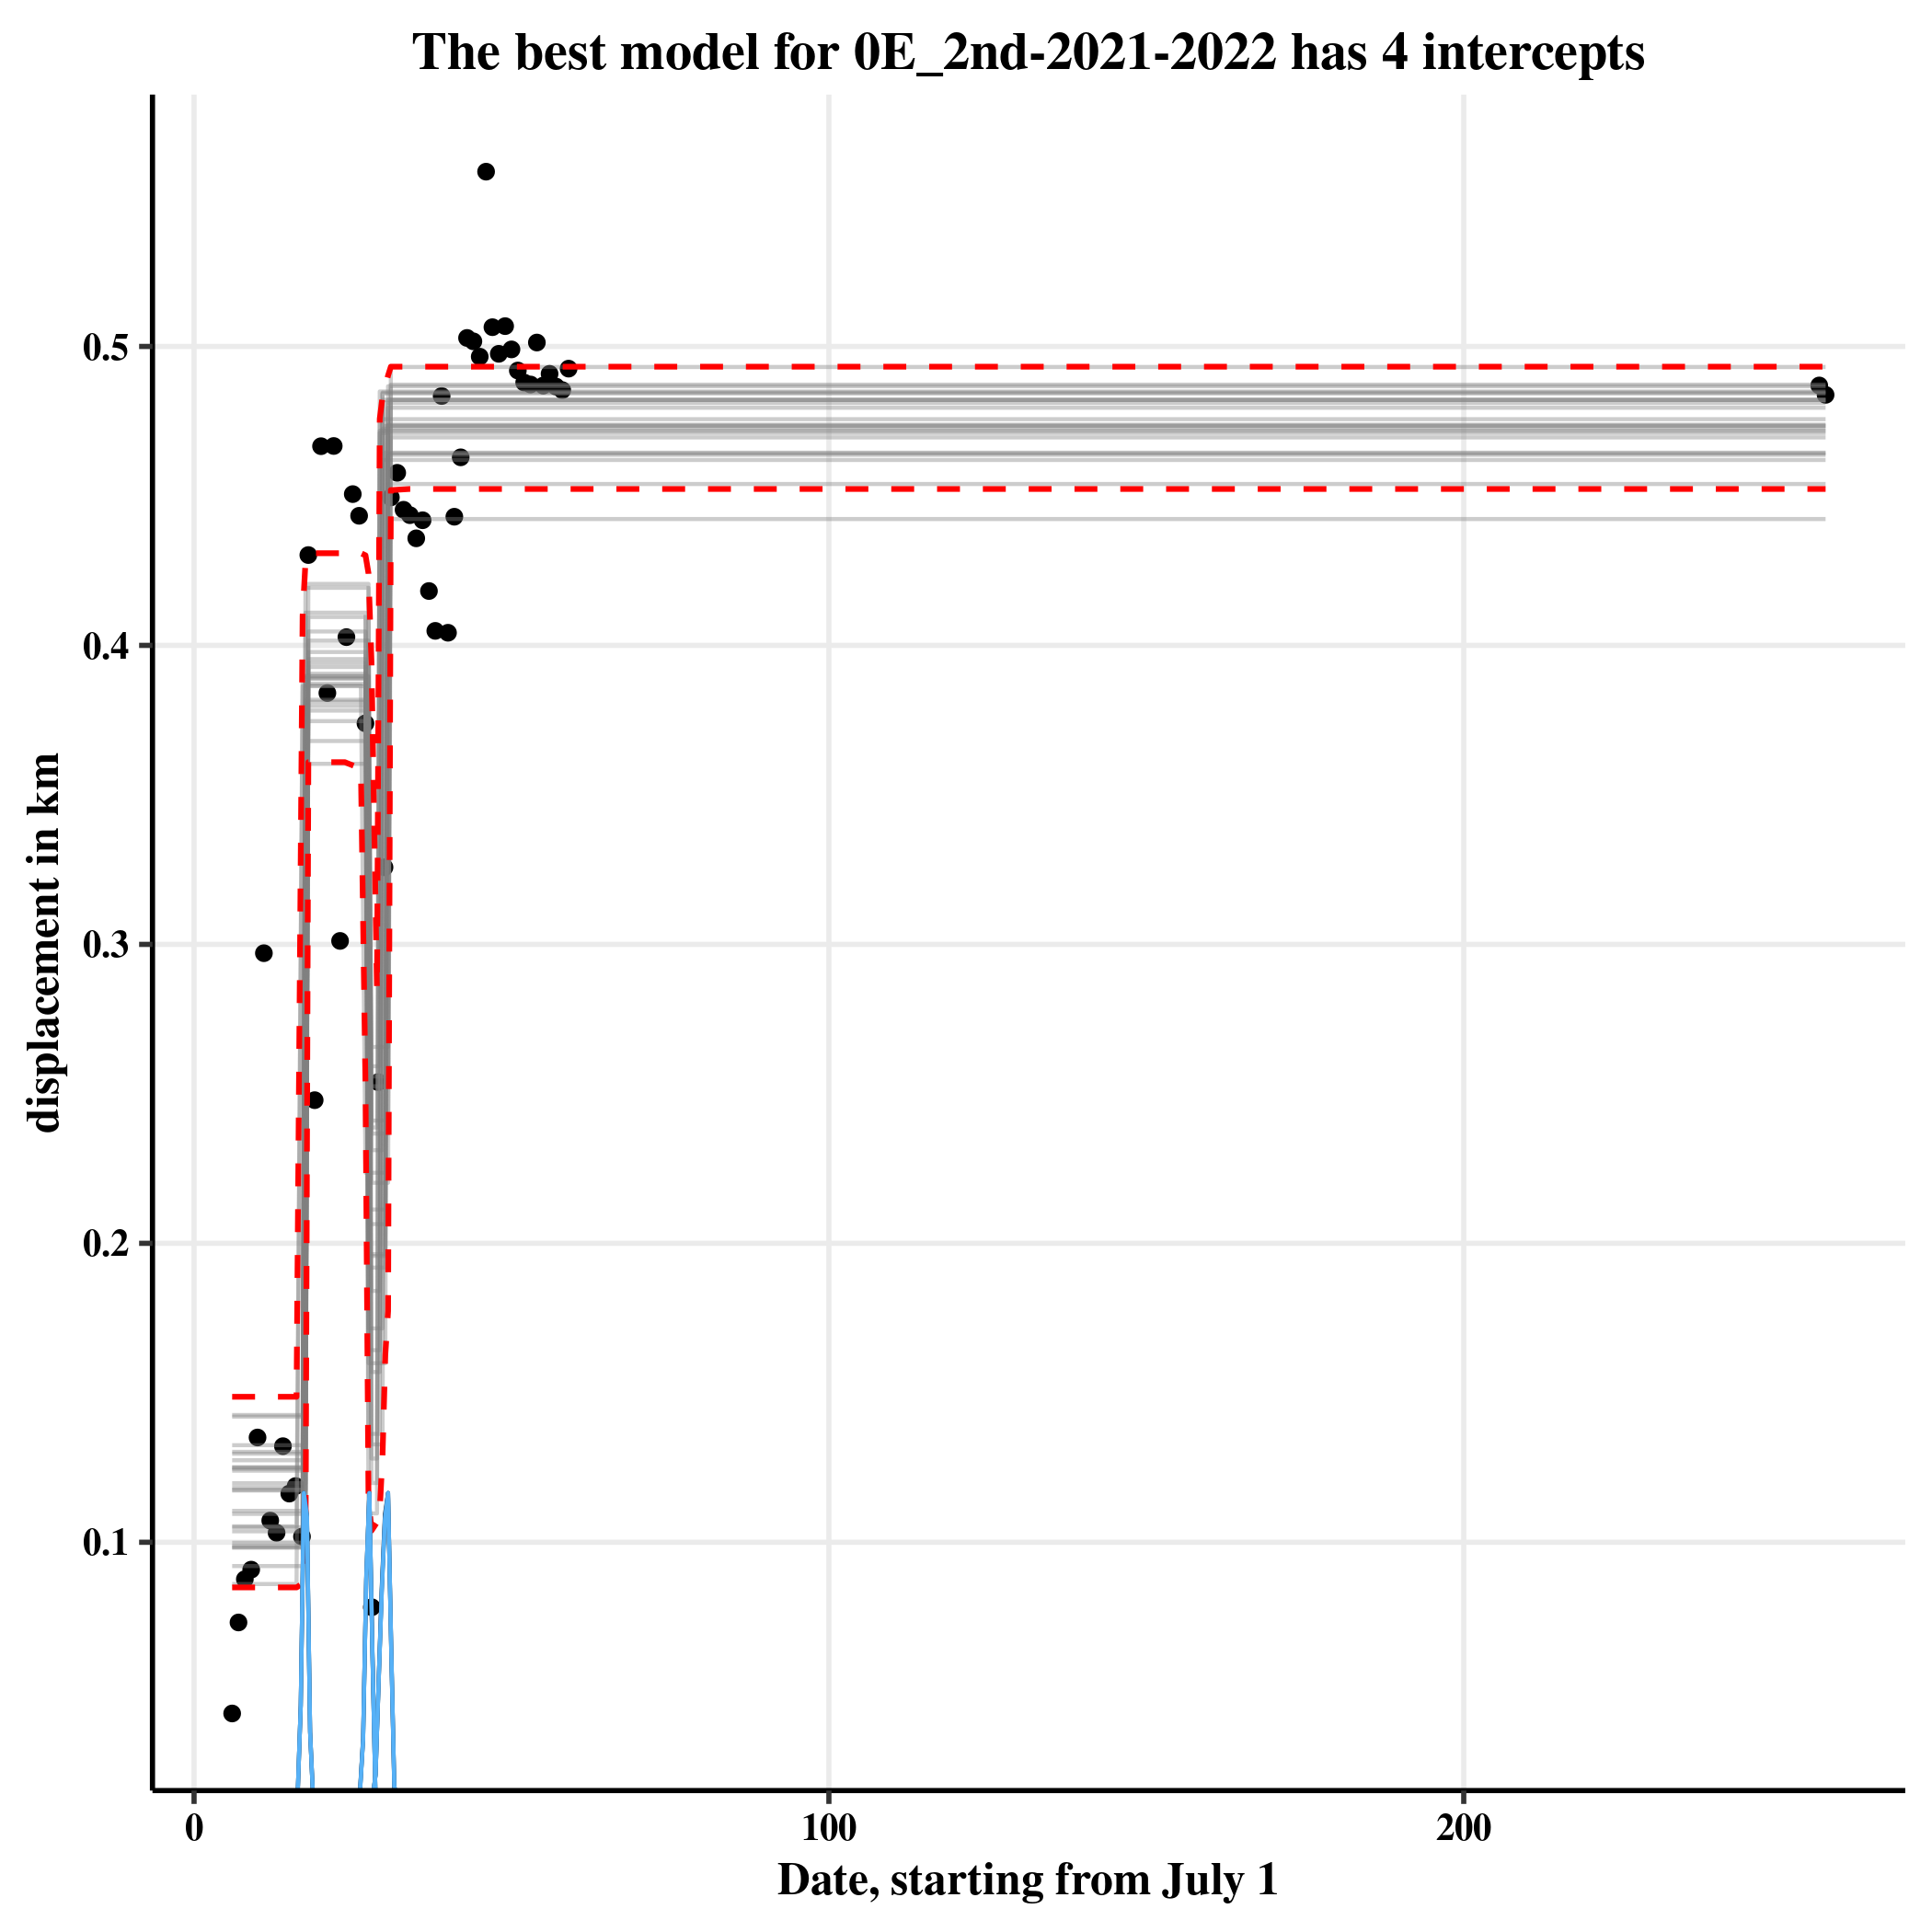 The best model for 0E_2nd-2021-2022 has 4 intercepts
displacement in km
0.5
0.4
0.3
0.2
0.1
0
100
200
Date, starting from July 1